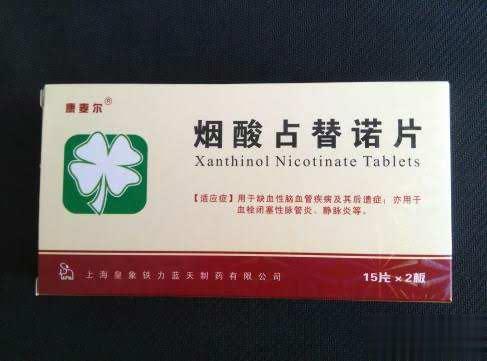 康麦尔®
烟酸占替诺片
Xanthinol Nicotinate Tablets
【适应症】用于缺血性脑血管疾病及其后遗症；亦用于
血栓闭塞性脉管炎、静脉炎等。
上海皇象铁力蓝天制药有限公司
15片×2板